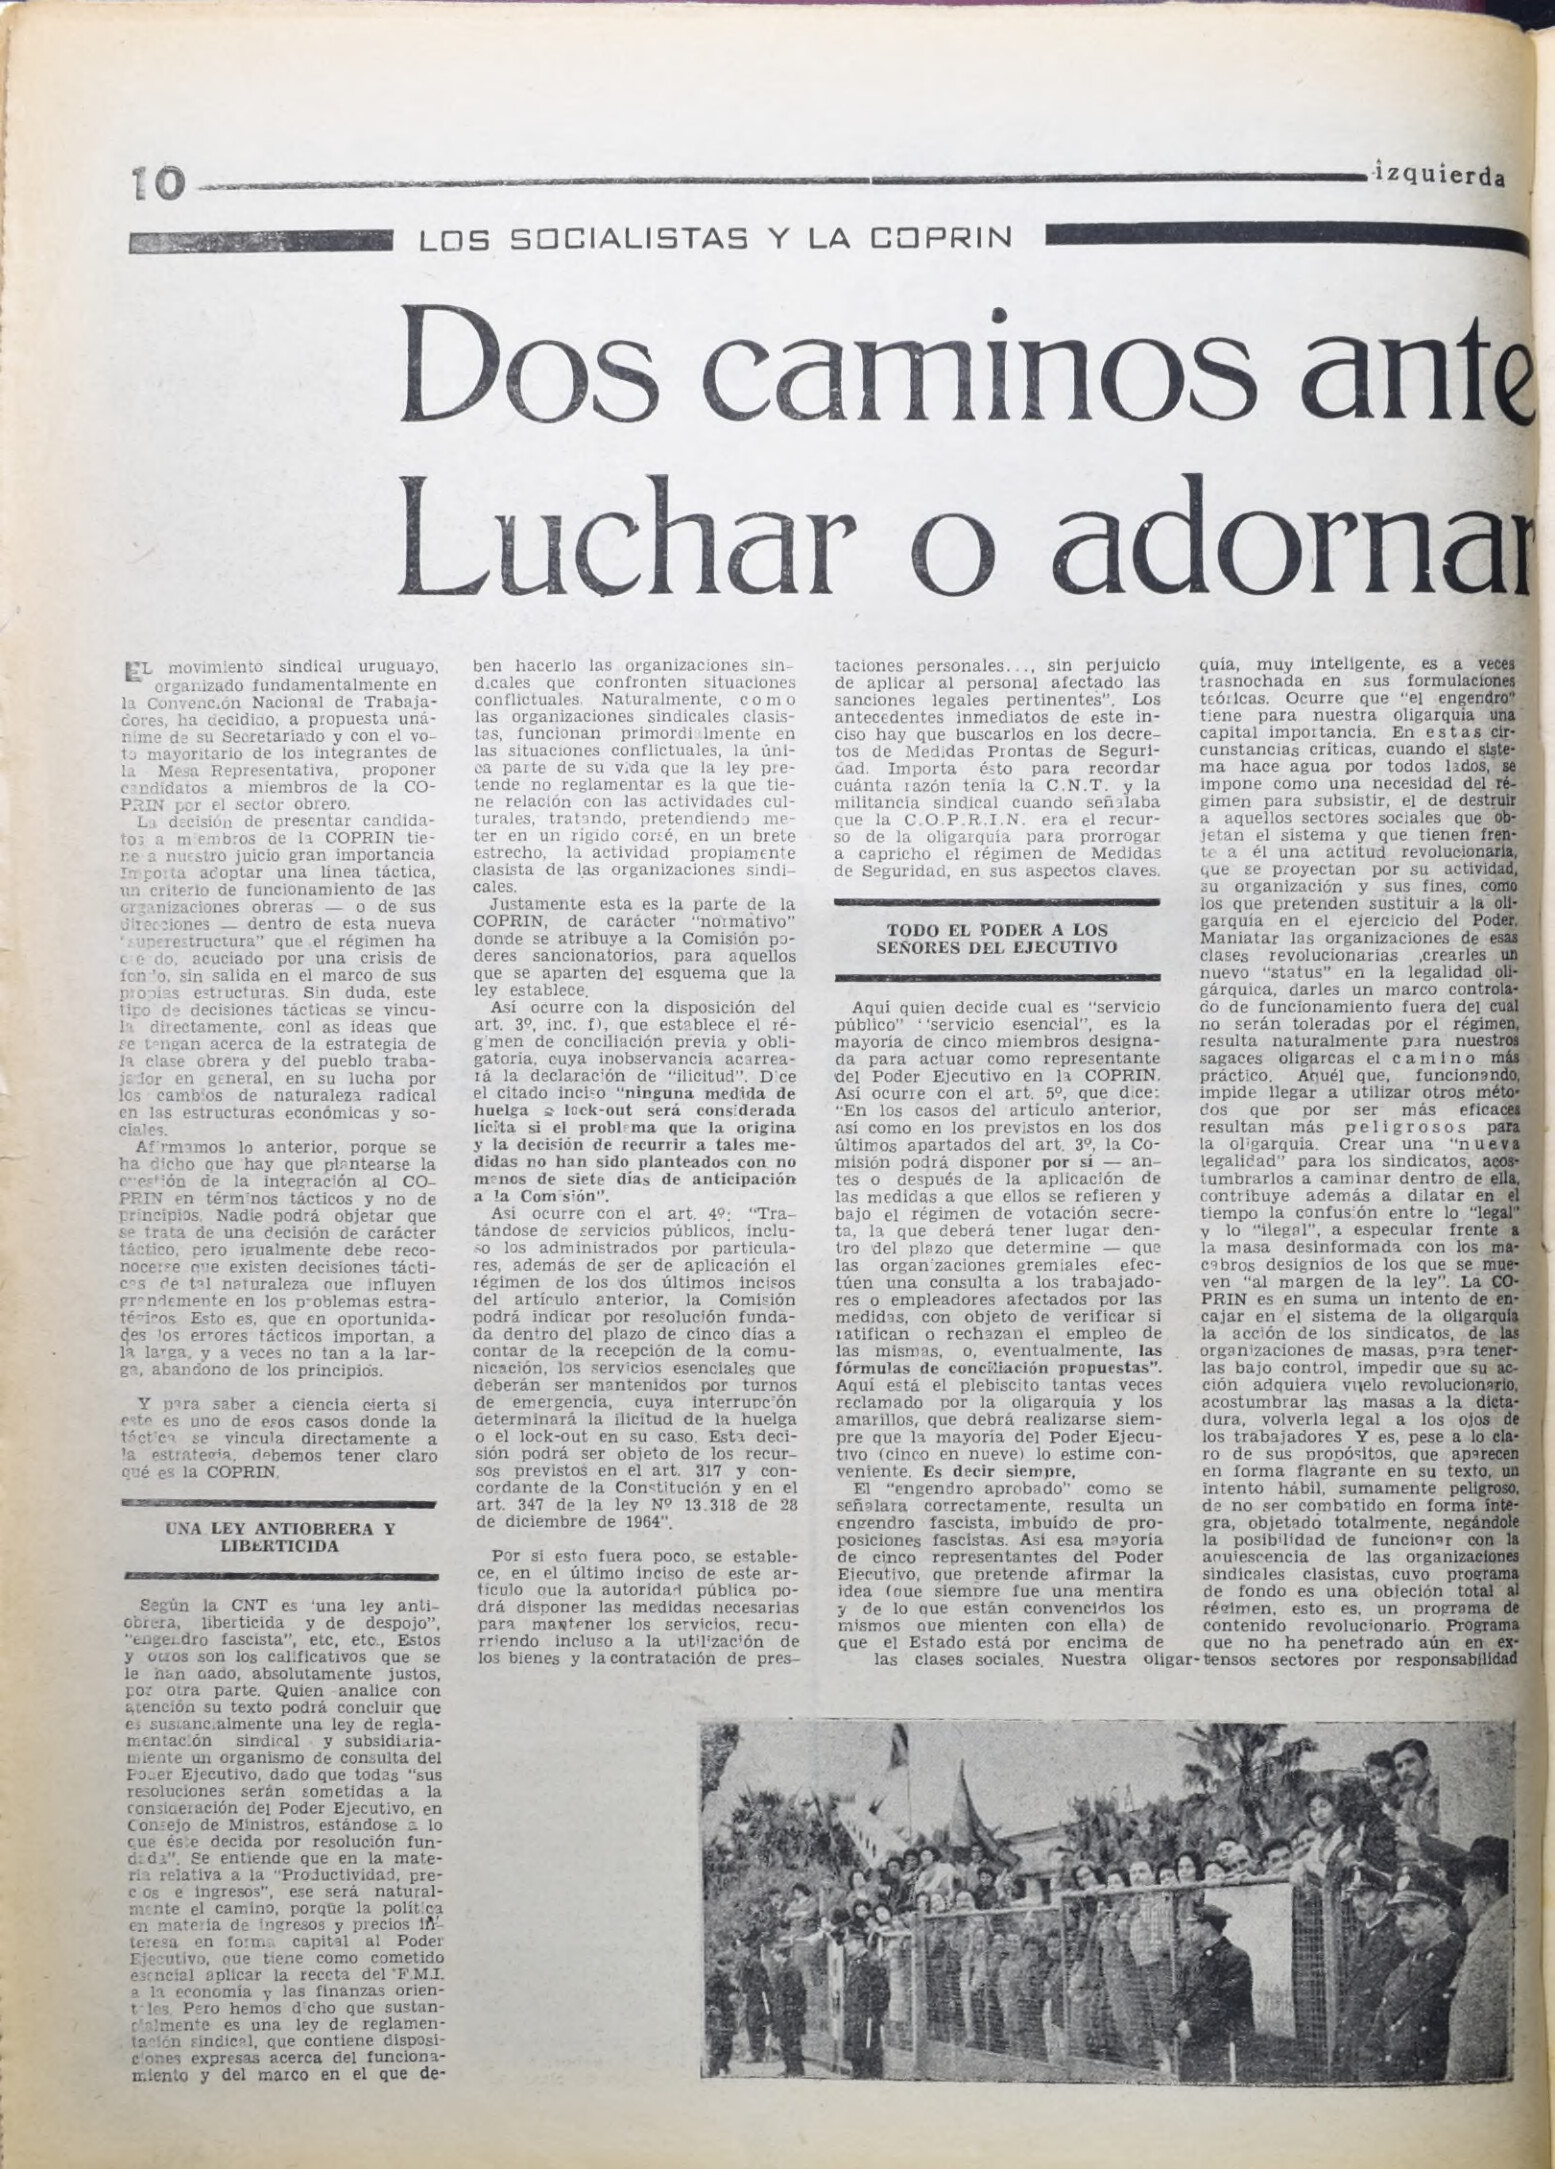 10
izquierda
LOS SOCIALISTAS Y LA COPRIN
Dos caminos ante
Luchar o adornar
EL movimiento sindical uruguayo,
organizado fundamentalmente en
la Convención Nacional de Trabaja-
dores, ha decidido, a propuesta uná-
nime de su Secretariado y con el vo-
to mayoritario de los integrantes de
la Mesa Representativa, proponer
candidatos a miembros de la CO-
PRIN por el sector obrero.
La decisión de presentar candida-
tos a miembros de la COPRIN tie-
ne a nuestro juicio gran importancia
Importa adoptar una línea táctica,
un criterio de funcionamiento de las
organizaciones obreras — o de sus
direcciones — dentro de esta nueva
"superestructura" que el régimen ha
creado, acuciado por una crisis de
fondo, sin salida en el marco de sus
propias estructuras. Sin duda, este
tipo de decisiones tácticas se vincu-
la directamente, conl as ideas que
se tengan acerca de la estrategia de
la clase obrera y del pueblo traba-
jador en general, en su lucha por
los cambios de naturaleza radical
en las estructuras económicas y so-
ciales.
Afirmamos lo anterior, porque se
ha dicho que hay que plantearse la
cuestión de la integración al CO-
PRIN en términos tácticos y no de
principios. Nadie podrá objetar que
se trata de una decisión de carácter
táctico, pero igualmente debe reco-
nocerse que existen decisiones tácti-
cas de tal naturaleza que influyen
grandemente en los problemas estra-
tégicos. Esto es, que en oportunida-
des los errores tácticos importan, a
la larga, y a veces no tan a la lar-
ga, abandono de los principios.
Y para saber a ciencia cierta si
este es uno de esos casos donde la
táctica se vincula directamente a
la estrategia, debemos tener claro
qué es la COPRIN.
UNA LEY ANTIOBRERA Y
LIBERTICIDA
Según la CNT es 'una ley anti-
obrera, liberticida y de despojo",
"engendro fascista", etc, etc., Estos
y otros son los calificativos que se
le han dado, absolutamente justos,
por otra parte. Quien analice con
atención su texto podrá concluir que
es sustancialmente una ley de regla-
mentación sindical y subsidiaria-
miente un organismo de consulta del
Poder Ejecutivo, dado que todas "sus
resoluciones serán sometidas a la
consideración del Poder Ejecutivo, en
Consejo de Ministros, estándose a lo
que éste decida por resolución fun-
dada". Se entiende que en la mate-
ria relativa a la "Productividad, pre-
cios e ingresos", ese será natural-
mente el camino, porque la política
en materia de ingresos y precios in-
teresa en forma capital al Poder
Ejecutivo, que tiene como cometido
esencial aplicar la receta del F.M.I.
a la economía y las finanzas orien-
tales. Pero hemos dicho que sustan-
cialmente es una ley de reglamen-
tación sindical, que contiene disposi-
ciones expresas acerca del funciona-
miento y del marco en el que de-
ben hacerlo las organizaciones sin-
dicales que confronten situaciones
conflictuales. Naturalmente, como
las organizaciones sindicales clasis-
tas, funcionan primordialmente en
las situaciones conflictuales, la úni-
ca parte de su vida que la ley pre-
tende no reglamentar es la que tie-
ne relación con las actividades cul-
turales, tratando, pretendiendo me-
ter en un rígido corsé, en un brete
estrecho, la actividad propiamente
clasista de las organizaciones sindi-
cales.
Justamente esta es la parte de la
COPRIN, de carácter "normativo"
donde se atribuye a la Comisión po-
deres sancionatorios, para aquellos
que se aparten del esquema que la
ley establece.
Así ocurre con la disposición del
art. 3º, inc. f), que establece el ré-
gimen de conciliación previa y obli-
gatoria, cuya inobservancia acarrea-
rá la declaración de "ilicitud". Dice
el citado inciso "ninguna medida de
huelga o lock-out será considerada
lícita si el problema que la origina
y la decisión de recurrir a tales me-
didas no han sido planteados con no
menos de siete días de anticipación
a la Comisión".
Así ocurre con el art. 4º: "Tra-
tándose de servicios públicos, inclu-
so los administrados por particula-
res, además de ser de aplicación el
régimen de los dos últimos incisos
del artículo anterior, la Comisión
podrá indicar por resolución funda-
da dentro del plazo de cinco días a
contar de la recepción de la comu-
nicación, los servicios esenciales que
deberán ser mantenidos por turnos
de emergencia, cuya interrupción
determinará la ilicitud de la huelga
o el lock-out en su caso. Esta deci-
sión podrá ser objeto de los recur-
sos previstos en el art. 317 y con-
cordante de la Constitución y en el
art. 347 de la ley Nº 13.318 de 28
de diciembre de 1964".
Por si esto fuera poco, se estable-
ce, en el último inciso de este ar-
tículo que la autoridad pública po-
drá disponer las medidas necesarias
para mantener los servicios, recu-
rriendo incluso a la utilización de
los bienes y la contratación de pres-
taciones personales..., sin perjuicio
de aplicar al personal afectado las
sanciones legales pertinentes". Los
antecedentes inmediatos de este in-
ciso hay que buscarlos en los decre-
tos de Medidas Prontas de Seguri-
dad. Importa ésto para recordar
cuánta razón tenía la C.N.T. y la
militancia sindical cuando señalaba
que la C.O.P.R.I.N. era el recur-
so de la oligarquía para prorrogar
a capricho el régimen de Medidas
de Seguridad, en sus aspectos claves.
TODO EL PODER A LOS
SEÑORES DEL EJECUTIVO
Aquí quien decide cual es "servicio
público" ''servicio esencial", es la
mayoría de cinco miembros designa-
da para actuar como representante
del Poder Ejecutivo en la COPRIN.
Así ocurre con el art. 5º, que dice:
"En los casos del artículo anterior,
así como en los previstos en los dos
últimos apartados del art. 3º, la Co-
misión podrá disponer por sí — an-
tes o después de la aplicación de
las medidas a que ellos se refieren y
bajo el régimen de votación secre-
ta, la que deberá tener lugar den-
tro del plazo que determine — que
las organizaciones gremiales efec-
túen una consulta a los trabajado-
res o empleadores afectados por las
medidas, con objeto de verificar si
ratifican o rechazan el empleo de
las mismas, o, eventualmente, las
fórmulas de conciliación propuestas".
Aquí está el plebiscito tantas veces
reclamado por la oligarquía y los
amarillos, que debrá realizarse siem-
pre que la mayoría del Poder Ejecu-
tivo (cinco en nueve) lo estime con-
veniente. Es decir siempre,
El "engendro aprobado" como se
señalara correctamente, resulta un
engendro fascista, imbuído de pro-
posiciones fascistas. Así esa mayoría
de cinco representantes del Poder
Ejecutivo, que pretende afirmar la
idea (que siempre fue una mentira
y de lo que están convencidos los
mismos que mienten con ella) de
que el Estado está por encima de
las clases sociales. Nuestra oligar-
quía, muy inteligente, es a veces
trasnochada en sus formulaciones
teóricas. Ocurre que "el engendro"
tiene para nuestra oligarquía una
capital importancia. En estas cir-
cunstancias críticas, cuando el siste-
ma hace agua por todos lados, se
impone como una necesidad del ré-
gimen para subsistir, el de destruir
a aquellos sectores sociales que ob-
jetan el sistema y que tienen fren-
te a él una actitud revolucionaria,
que se proyectan por su actividad,
su organización y sus fines, como
los que pretenden sustituir a la oli-
garquía en el ejercicio del Poder.
Maniatar las organizaciones de esas
clases revolucionarias ,crearles un
nuevo "status" en la legalidad oli-
gárquica, darles un marco controla-
do de funcionamiento fuera del cual
no serán toleradas por el régimen,
resulta naturalmente para nuestros
sagaces oligarcas el camino más
práctico. Aquél que, funcionando,
impide llegar a utilizar otros méto-
dos que por ser más eficaces
resultan más peligrosos para
la oligarquía. Crear una "nueva
legalidad" para los sindicatos, acos-
tumbrarlos a caminar dentro de ella,
contribuye además a dilatar en el
tiempo la confusión entre lo "legal"
y lo "ilegal", a especular frente a
la masa desinformada con los ma-
cabros designios de los que se mue-
ven "al margen de la ley". La CO-
PRIN es en suma un intento de en-
cajar en el sistema de la oligarquía
la acción de los sindicatos, de las
organizaciones de masas, para tener-
las bajo control, impedir que su ac-
ción adquiera vuelo revolucionario,
acostumbrar las masas a la dicta-
dura, volverla legal a los ojos de
los trabajadores Y es, pese a lo cla-
ro de sus propósitos, que aparecen
en forma flagrante en su texto, un
intento hábil, sumamente peligroso,
de no ser combatido en forma ínte-
gra, objetado totalmente, negándole
la posibilidad de funcionar con la
aquiescencia de las organizaciones
sindicales clasistas, cuyo programa
de fondo es una objeción total al
régimen, esto es, un programa de
contenido revolucionario. Programa
que no ha penetrado aún en ex-
tensos sectores por responsabilidad